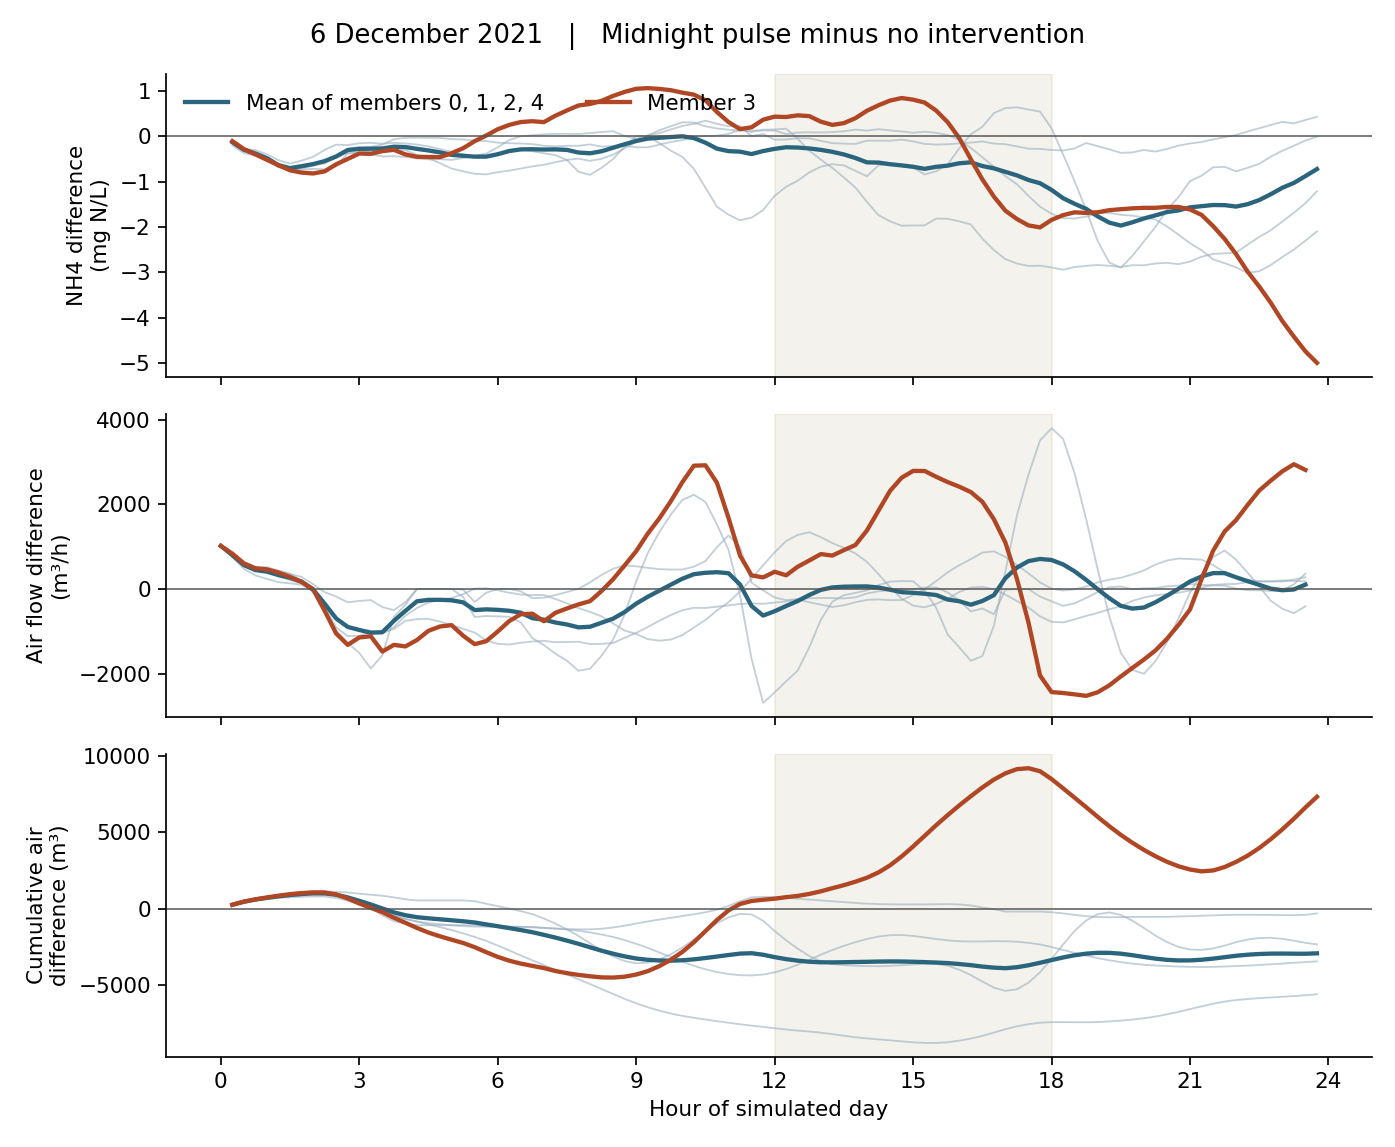 6 December 2021   |   Midnight pulse minus no intervention
Mean of members 0, 1, 2, 4
Member 3
NH4 difference
(mg N/L)
1
0
−1
−2
−3
−4
−5
Air flow difference
(m³/h)
4000
2000
0
−2000
Cumulative air
difference (m³)
10000
5000
0
−5000
0 3 6 9 12 15 18 21 24
Hour of simulated day